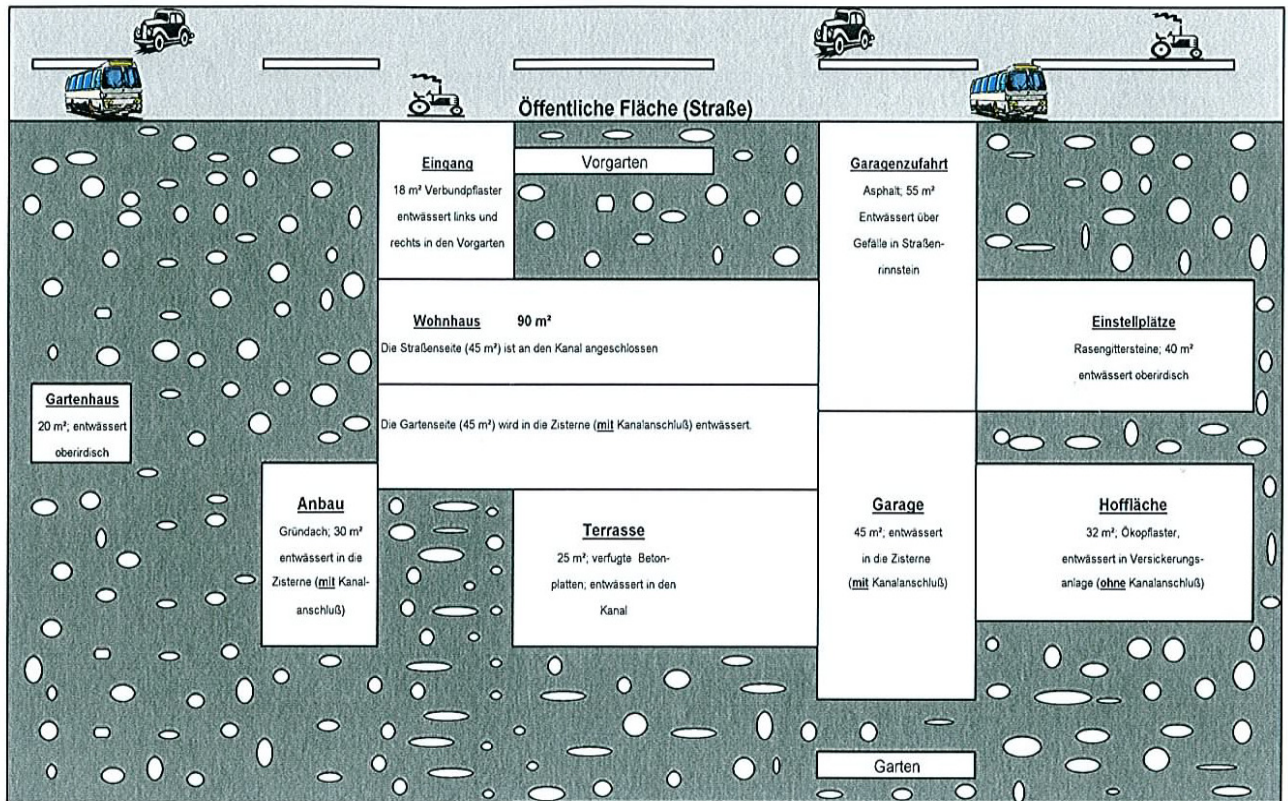 Öffentliche Fläche (Straße)
Eingang
18 m² Verbundpflaster
entwässert links und
rechts in den Vorgarten
Vorgarten
Garagenzufahrt
Asphalt; 55 m²
Entwässert über
Gefälle in Straßen-
rinnstein
Wohnhaus 90 m²
Die Straßenseite (45 m²) ist an den Kanal angeschlossen
Einstellplätze
Rasengittersteine; 40 m²
entwässert oberirdisch
Gartenhaus
20 m²; entwässert
oberirdisch
Die Gartenseite (45 m²) wird in die Zisterne (mit Kanalanschluß) entwässert.
Anbau
Gründach; 30 m²
entwässert in die
Zisterne (mit Kanal-
anschluß)
Terrasse
25 m²; verfugte Beton-
platten; entwässert in den
Kanal
Garage
45 m²; entwässert
in die Zisterne
(mit Kanalanschluß)
Hoffläche
32 m²; Ökopflaster,
entwässert in Versickerungs-
anlage (ohne Kanalanschluß)
Garten